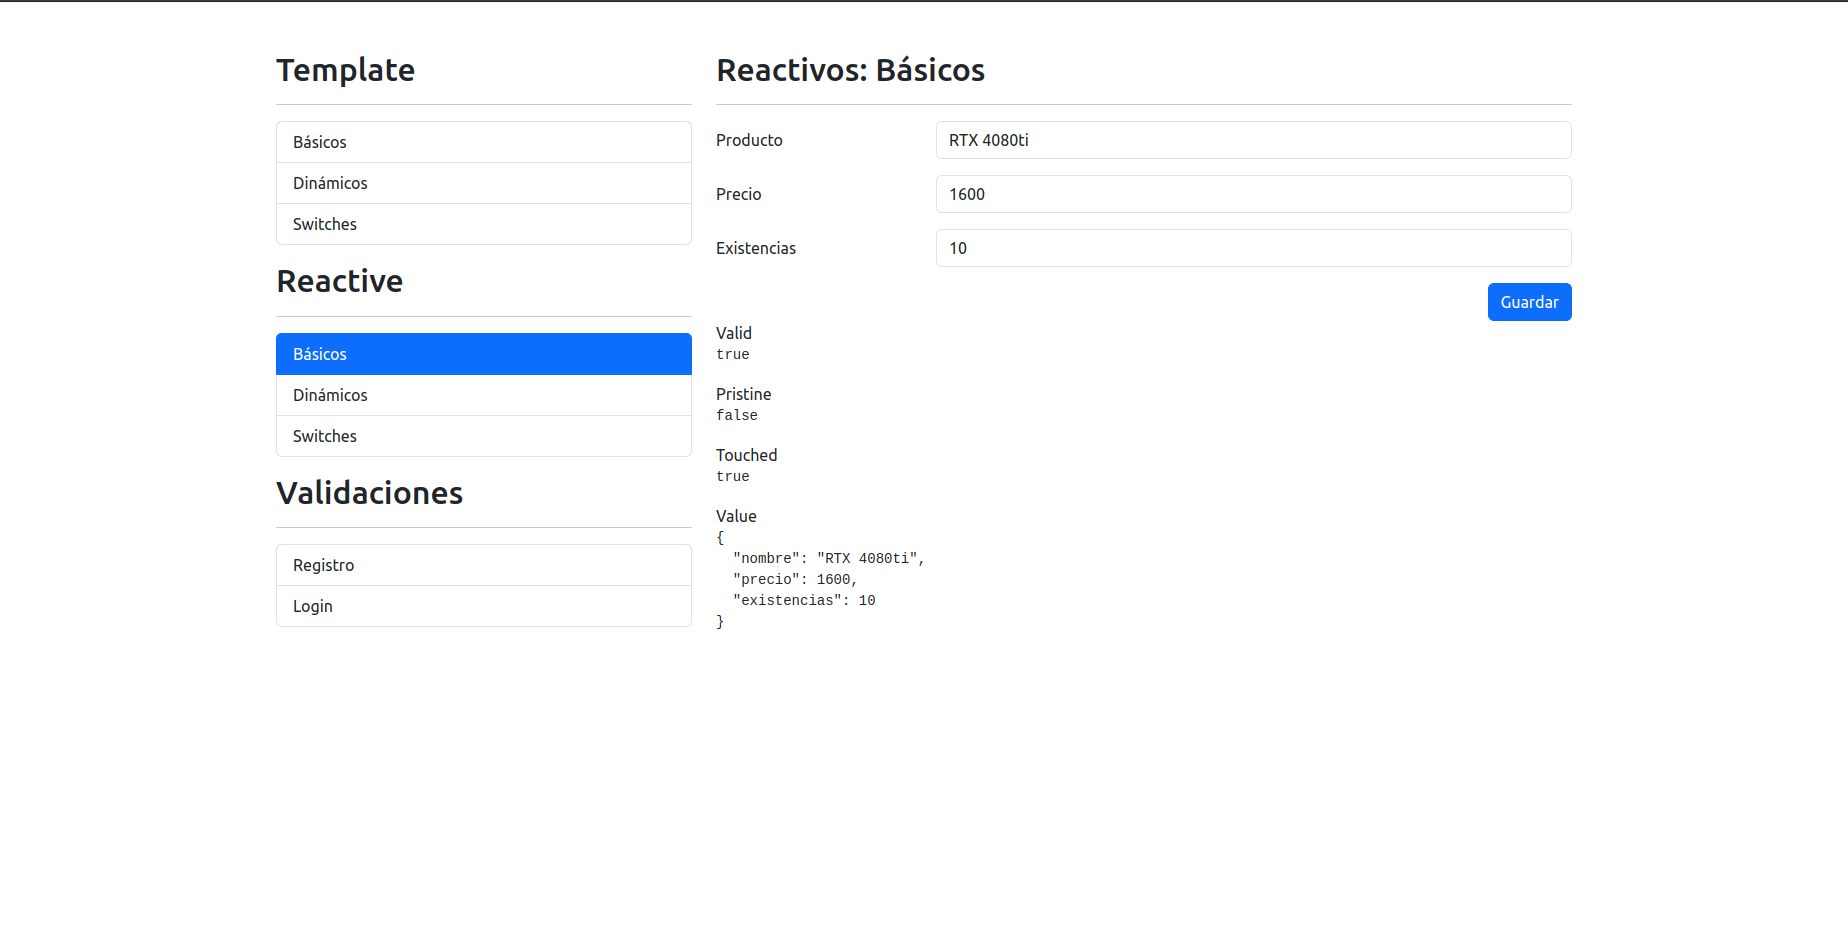 Template
Básicos
Dinámicos
Switches
Reactive
Básicos
Dinámicos
Switches
Validaciones
Registro
Login
Reactivos: Básicos
Producto RTX 4080ti
Precio 1600
Existencias 10
Guardar
Valid
true
Pristine
false
Touched
true
Value
{
  "nombre": "RTX 4080ti",
  "precio": 1600,
  "existencias": 10
}